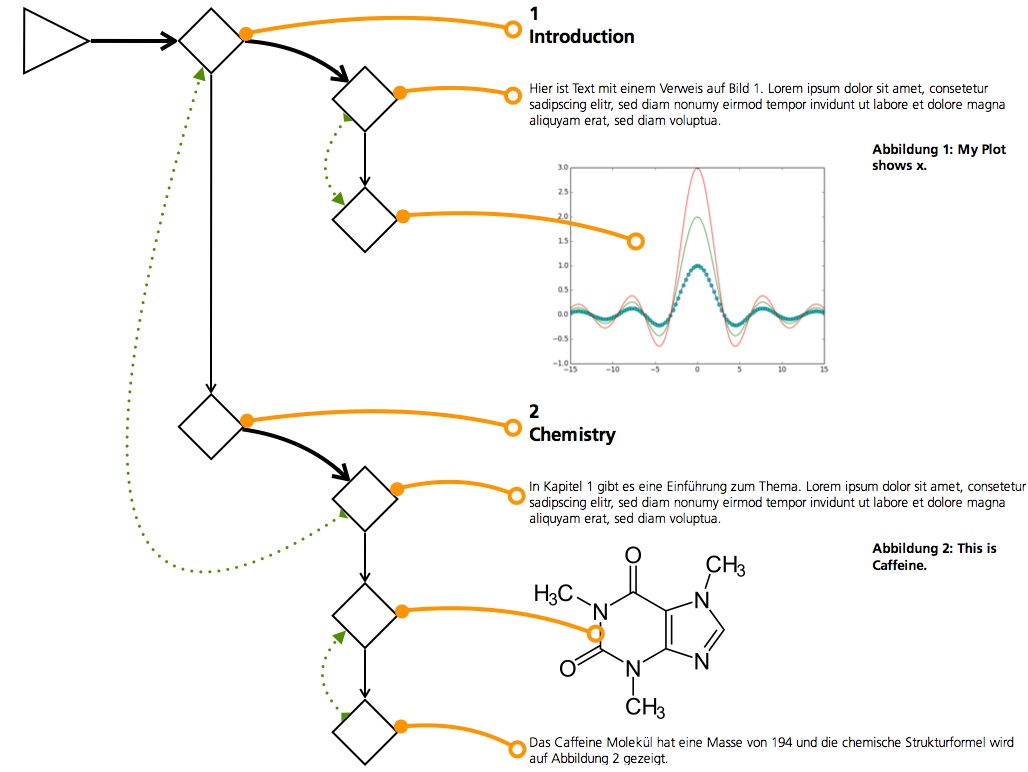 1
Introduction
Hier ist Text mit einem Verweis auf Bild 1. Lorem ipsum dolor sit amet, consetetur
sadipscing elitr, sed diam nonumy eirmod tempor invidunt ut labore et dolore magna
aliquyam erat, sed diam voluptua.
Abbildung 1: My Plot
shows x.
3.0
2.5
2.0
1.5
1.0
0.5
0.0
−0.5
−1.0
−15 −10 −5 0 5 10 15
2
Chemistry
In Kapitel 1 gibt es eine Einführung zum Thema. Lorem ipsum dolor sit amet, consetetur
sadipscing elitr, sed diam nonumy eirmod tempor invidunt ut labore et dolore magna
aliquyam erat, sed diam voluptua.
Abbildung 2: This is
Caffeine.
O
CH3
H3C
N
N
O
N
N
CH3
Das Caffeine Molekül hat eine Masse von 194 und die chemische Strukturformel wird
auf Abbildung 2 gezeigt.